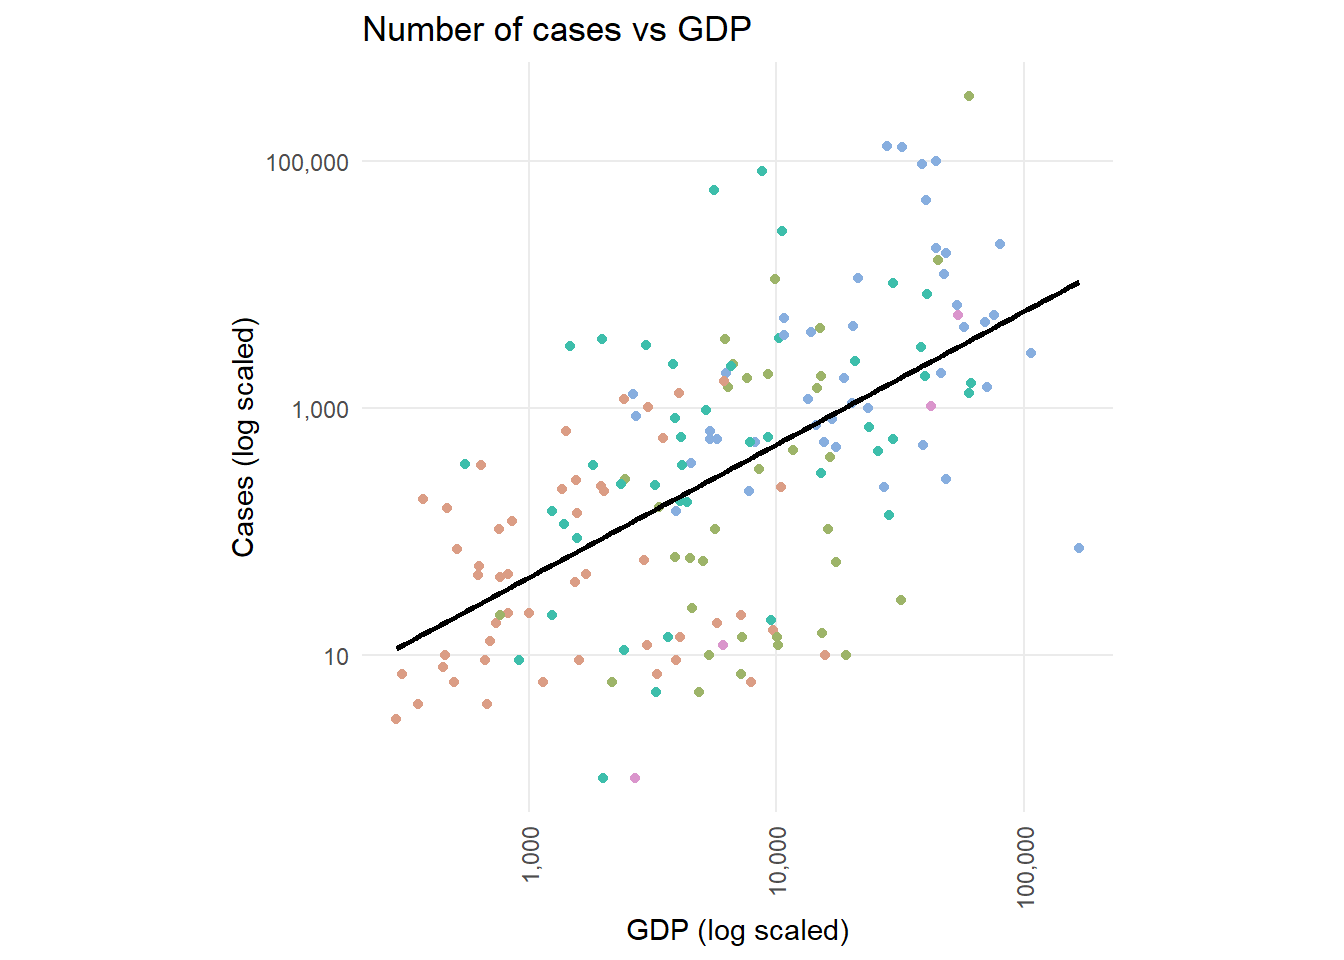 Number of cases vs GDP
100,000
1,000
10
Cases (log scaled)
1,000
10,000
100,000
GDP (log scaled)